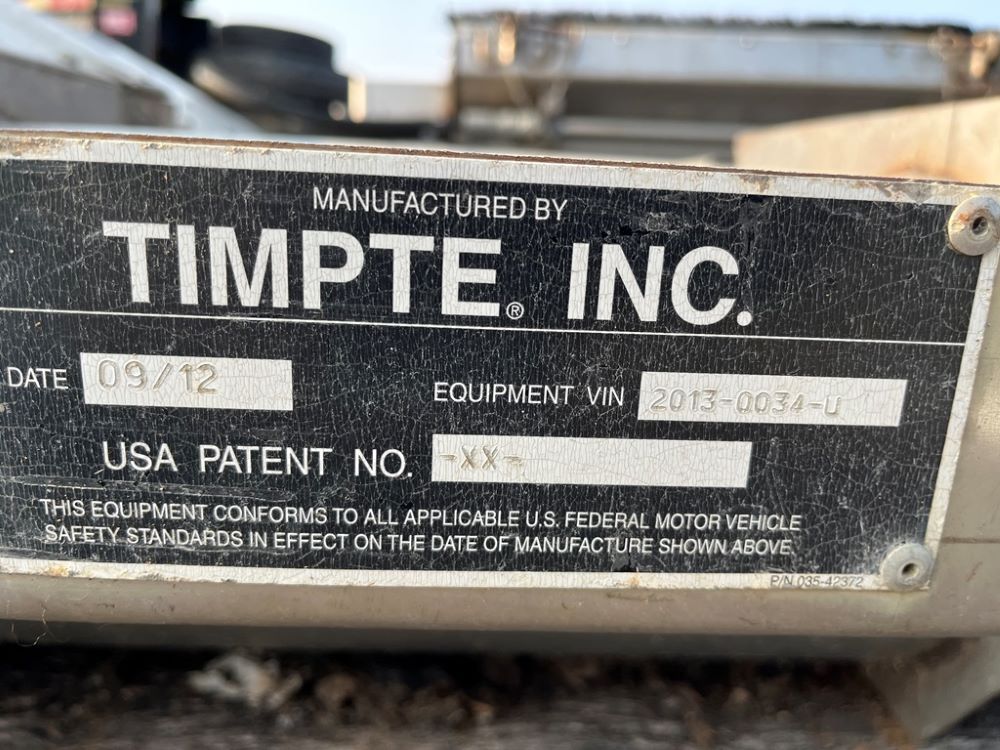 MANUFACTURED BY
TIMPTE® INC.
DATE 09/12 EQUIPMENT VIN 2013-0034-U
USA PATENT NO. -XX-
THIS EQUIPMENT CONFORMS TO ALL APPLICABLE U.S. FEDERAL MOTOR VEHICLE
SAFETY STANDARDS IN EFFECT ON THE DATE OF MANUFACTURE SHOWN ABOVE.
P/N 035-42372